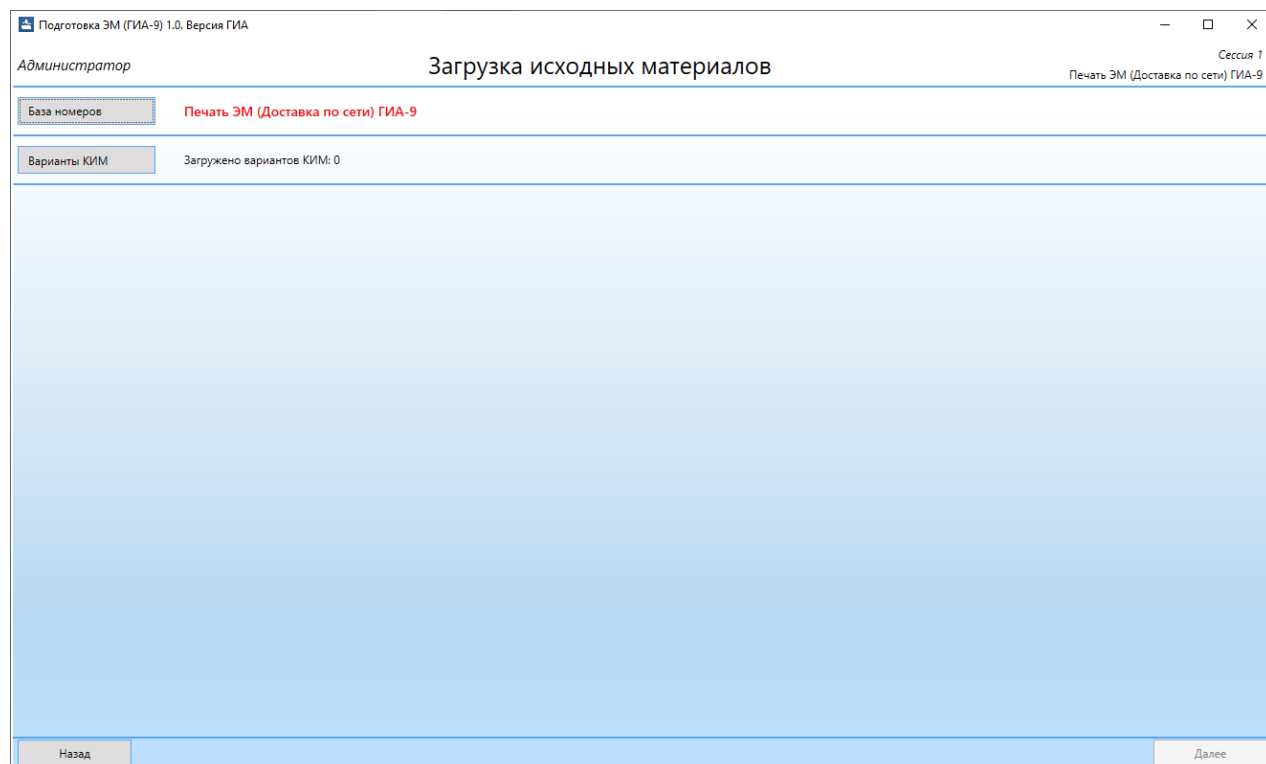 Подготовка ЭМ (ГИА-9) 1.0. Версия ГИА
Администратор
Загрузка исходных материалов
Сессия 1
Печать ЭМ (Доставка по сети) ГИА-9
База номеров
Печать ЭМ (Доставка по сети) ГИА-9
Варианты КИМ
Загружено вариантов КИМ: 0
Назад
Далее